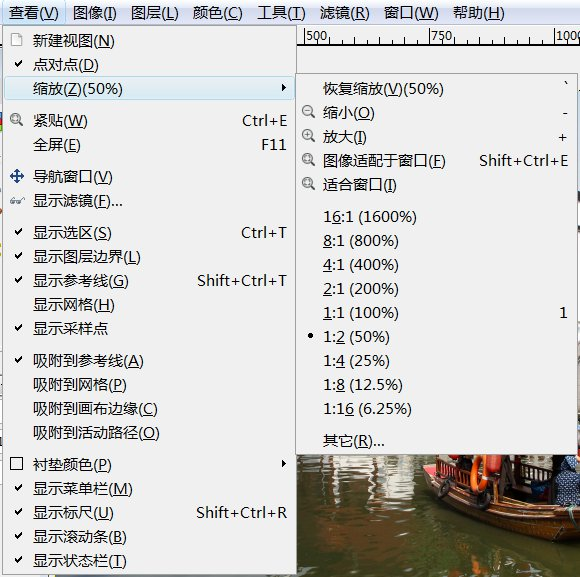 查看(V) 图像(I) 图层(L) 颜色(C) 工具(T) 滤镜(R) 窗口(W) 帮助(H)
500 750 1000
新建视图(N)
点对点(D)
缩放(Z)(50%)
紧贴(W) Ctrl+E
全屏(E) F11
导航窗口(V)
显示滤镜(F)...
显示选区(S) Ctrl+T
显示图层边界(L)
显示参考线(G) Shift+Ctrl+T
显示网格(H)
显示采样点
吸附到参考线(A)
吸附到网格(P)
吸附到画布边缘(C)
吸附到活动路径(O)
衬垫颜色(P)
显示菜单栏(M)
显示标尺(U) Shift+Ctrl+R
显示滚动条(B)
显示状态栏(T)
恢复缩放(V)(50%) `
缩小(O) -
放大(I) +
图像适配于窗口(F) Shift+Ctrl+E
适合窗口(I)
16:1 (1600%)
8:1 (800%)
4:1 (400%)
2:1 (200%)
1:1 (100%) 1
1:2 (50%)
1:4 (25%)
1:8 (12.5%)
1:16 (6.25%)
其它(R)...